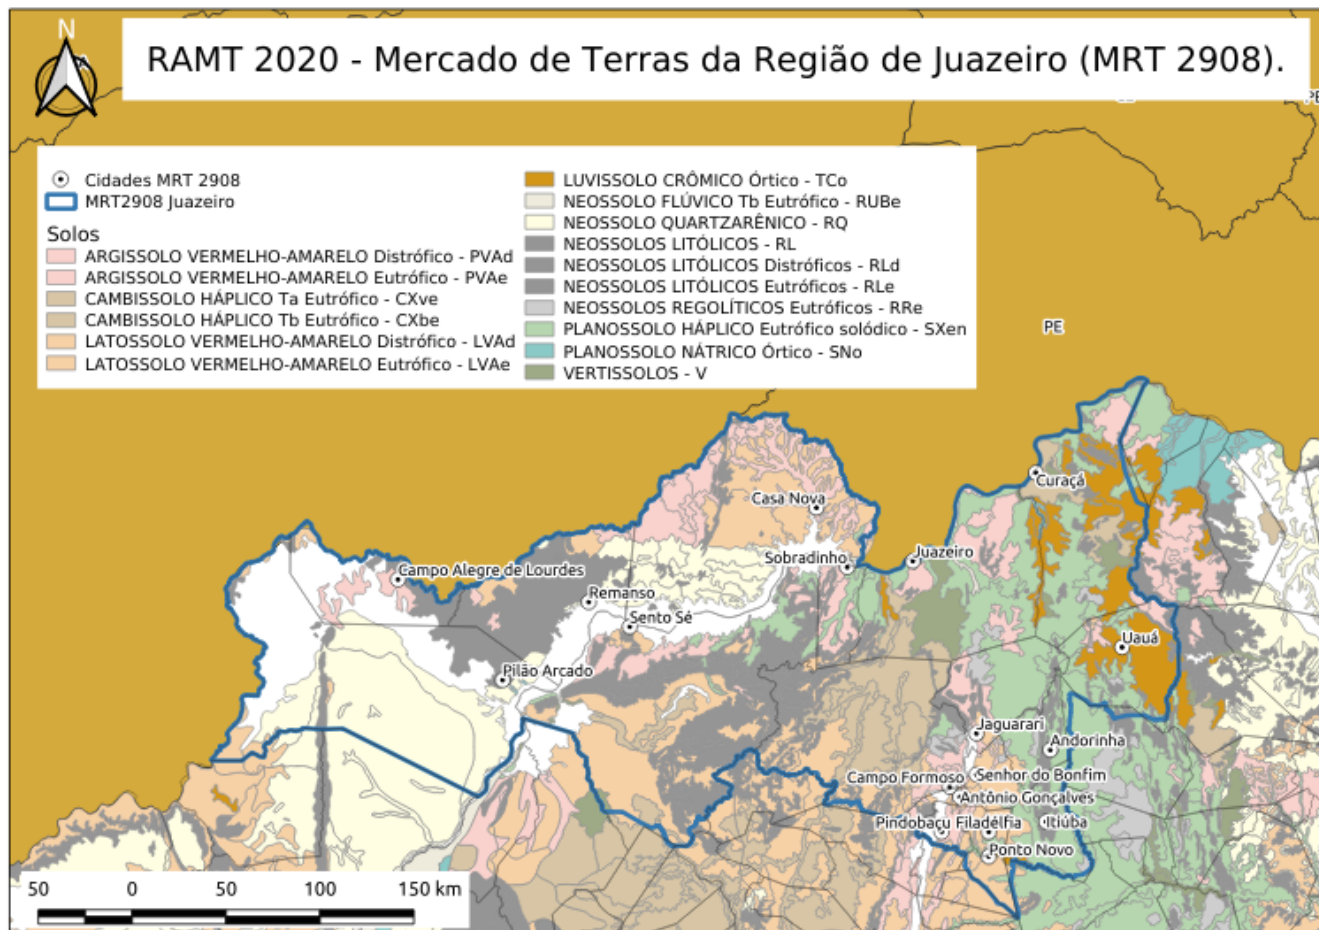 N
RAMT 2020 - Mercado de Terras da Região de Juazeiro (MRT 2908).
PE
Cidades MRT 2908
MRT2908 Juazeiro
Solos
ARGISSOLO VERMELHO-AMARELO Distrófico - PVAd
ARGISSOLO VERMELHO-AMARELO Eutrófico - PVAe
CAMBISSOLO HÁPLICO Ta Eutrófico - CXve
CAMBISSOLO HÁPLICO Tb Eutrófico - CXbe
LATOSSOLO VERMELHO-AMARELO Distrófico - LVAd
LATOSSOLO VERMELHO-AMARELO Eutrófico - LVAe
LUVISSOLO CRÔMICO Órtico - TCo
NEOSSOLO FLÚVICO Tb Eutrófico - RUBe
NEOSSOLO QUARTZARÊNICO - RQ
NEOSSOLOS LITÓLICOS - RL
NEOSSOLOS LITÓLICOS Distróficos - RLd
NEOSSOLOS LITÓLICOS Eutróficos - RLe
NEOSSOLOS REGOLÍTICOS Eutróficos - RRe
PLANOSSOLO HÁPLICO Eutrófico solódico - SXen
PLANOSSOLO NÁTRICO Órtico - SNo
VERTISSOLOS - V
PE
Curaçá
Casa Nova
Juazeiro
Sobradinho
Campo Alegre de Lourdes
Remanso
Sento Sé
Uauá
Pilão Arcado
Jaguarari
Andorinha
Campo Formoso
Senhor do Bonfim
Antônio Gonçalves
Pindobaçu
Filadélfia
Itiúba
Ponto Novo
50 0 50 100 150 km